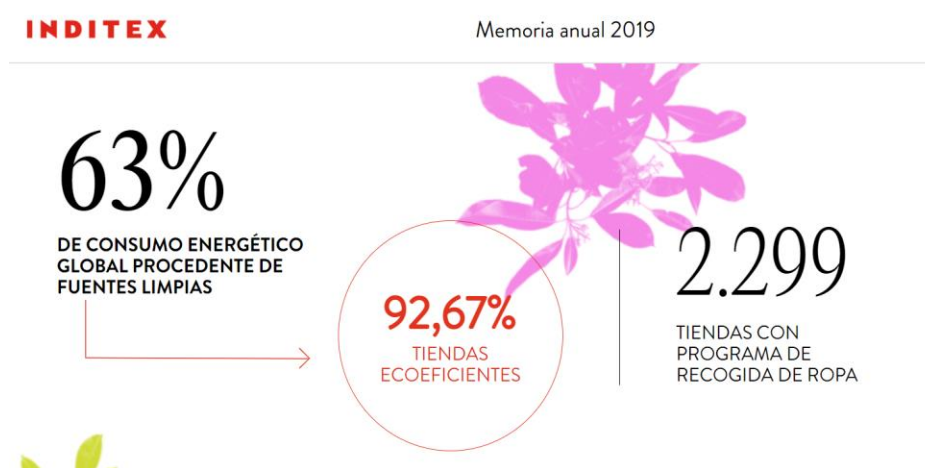 INDITEX
Memoria anual 2019
63%
DE CONSUMO ENERGÉTICO
GLOBAL PROCEDENTE DE
FUENTES LIMPIAS
92,67%
TIENDAS
ECOEFICIENTES
2.299
TIENDAS CON
PROGRAMA DE
RECOGIDA DE ROPA